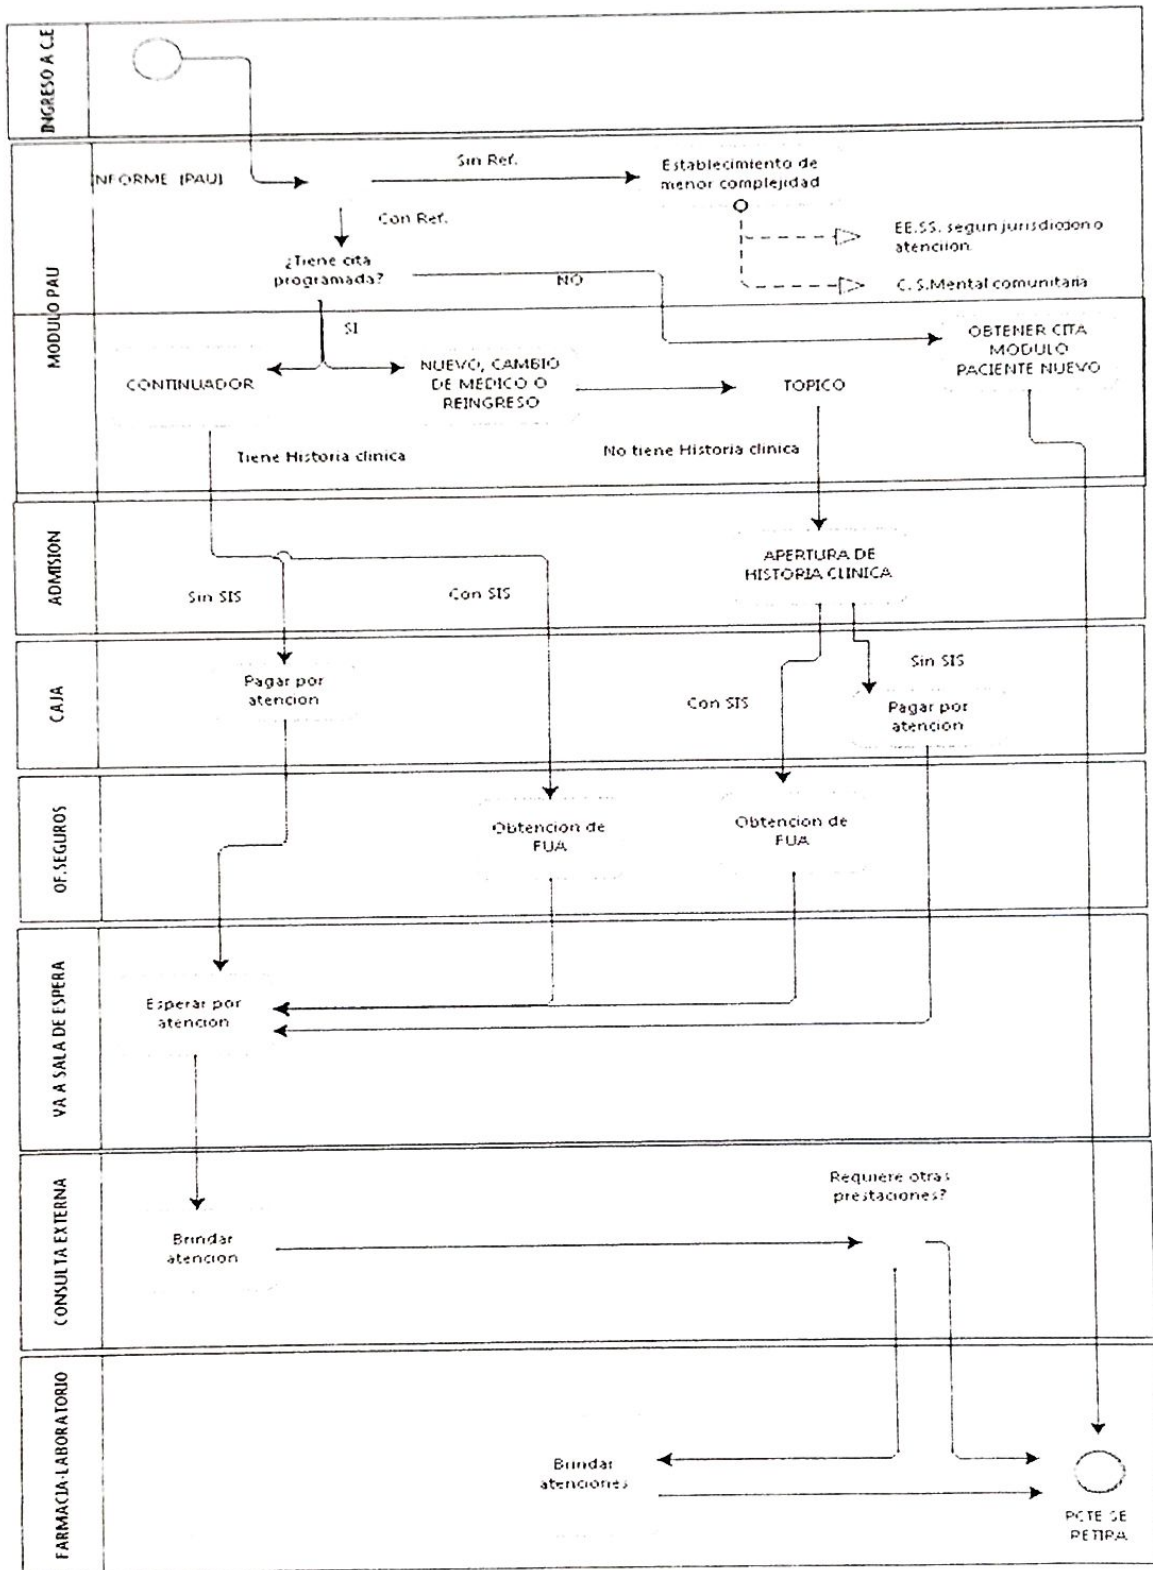 INGRESO A C.E
MODULO PAU
INFORME (PAU)
Sin Ref.
Establecimiento de
menor complejidad
Con Ref.
EE.SS. segun jurisdiccion o
atencion.
C. S.Mental comunitaria
¿Tiene cita
programada?
NO
SI
CONTINUADOR
NUEVO, CAMBIO
DE MEDICO O
REINGRESO
TOPICO
OBTENER CITA
MODULO
PACIENTE NUEVO
Tiene Historia clinica
No tiene Historia clinica
ADMISION
APERTURA DE
HISTORIA CLINICA
Sin SIS
Con SIS
CAJA
Pagar por
atencion
Con SIS
Sin SIS
Pagar por
atencion
OF.SEGUROS
Obtencion de
FUA
Obtencion de
FUA
VA A SALA DE ESPERA
Esperar por
atencion
CONSULTA EXTERNA
Brindar
atencion
Requiere otras
prestaciones?
FARMACIA-LABORATORIO
Brindar
atenciones
PCTE SE
RETIRA